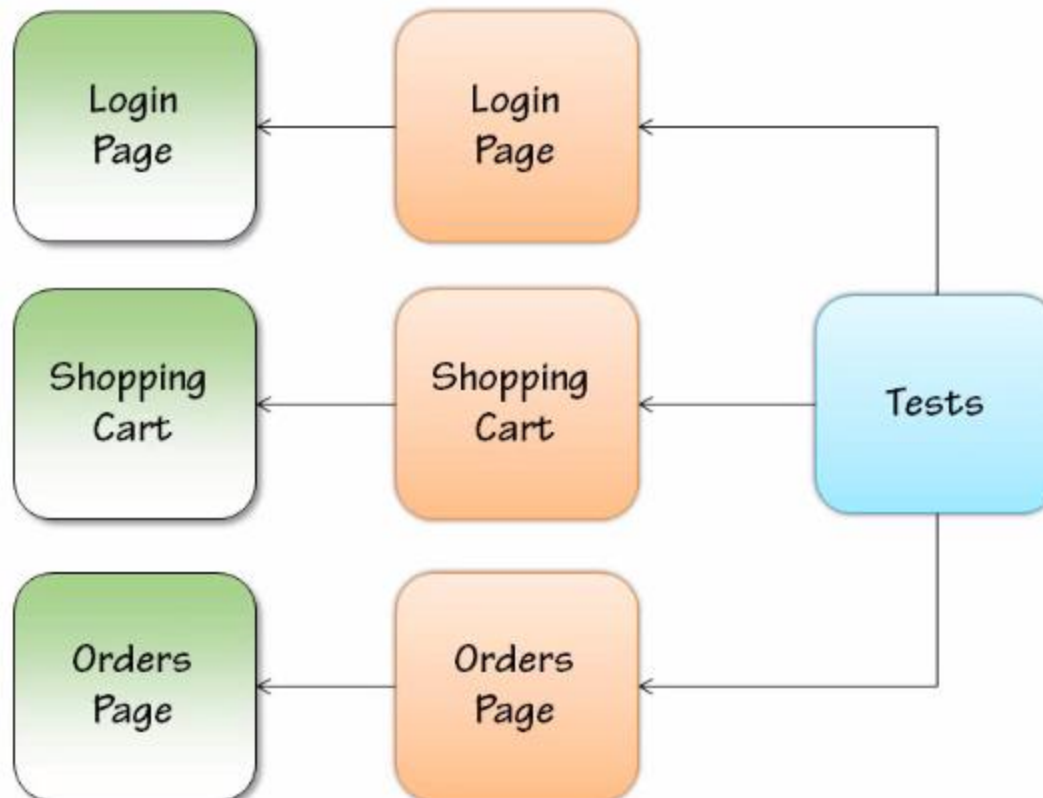 Login
Page
Login
Page
Shopping
Cart
Shopping
Cart
Tests
Orders
Page
Orders
Page